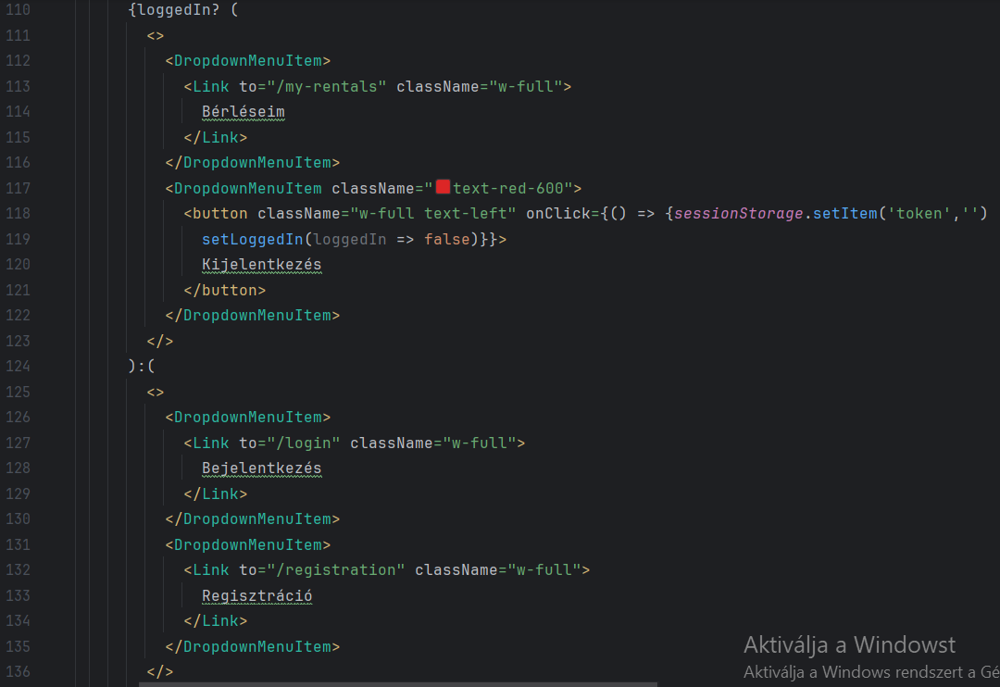 110 {loggedIn? (
111 <>
112 <DropdownMenuItem>
113 <Link to="/my-rentals" className="w-full">
114 Bérléseim
115 </Link>
116 </DropdownMenuItem>
117 <DropdownMenuItem className="text-red-600">
118 <button className="w-full text-left" onClick={() => {sessionStorage.setItem('token','')
119 setLoggedIn(loggedIn => false)}}>
120 Kijelentkezés
121 </button>
122 </DropdownMenuItem>
123 </>
124 ):(
125 <>
126 <DropdownMenuItem>
127 <Link to="/login" className="w-full">
128 Bejelentkezés
129 </Link>
130 </DropdownMenuItem>
131 <DropdownMenuItem>
132 <Link to="/registration" className="w-full">
133 Regisztráció
134 </Link>
135 </DropdownMenuItem>
136 </>
Aktiválja a Windowst
Aktiválja a Windows rendszert a Gé